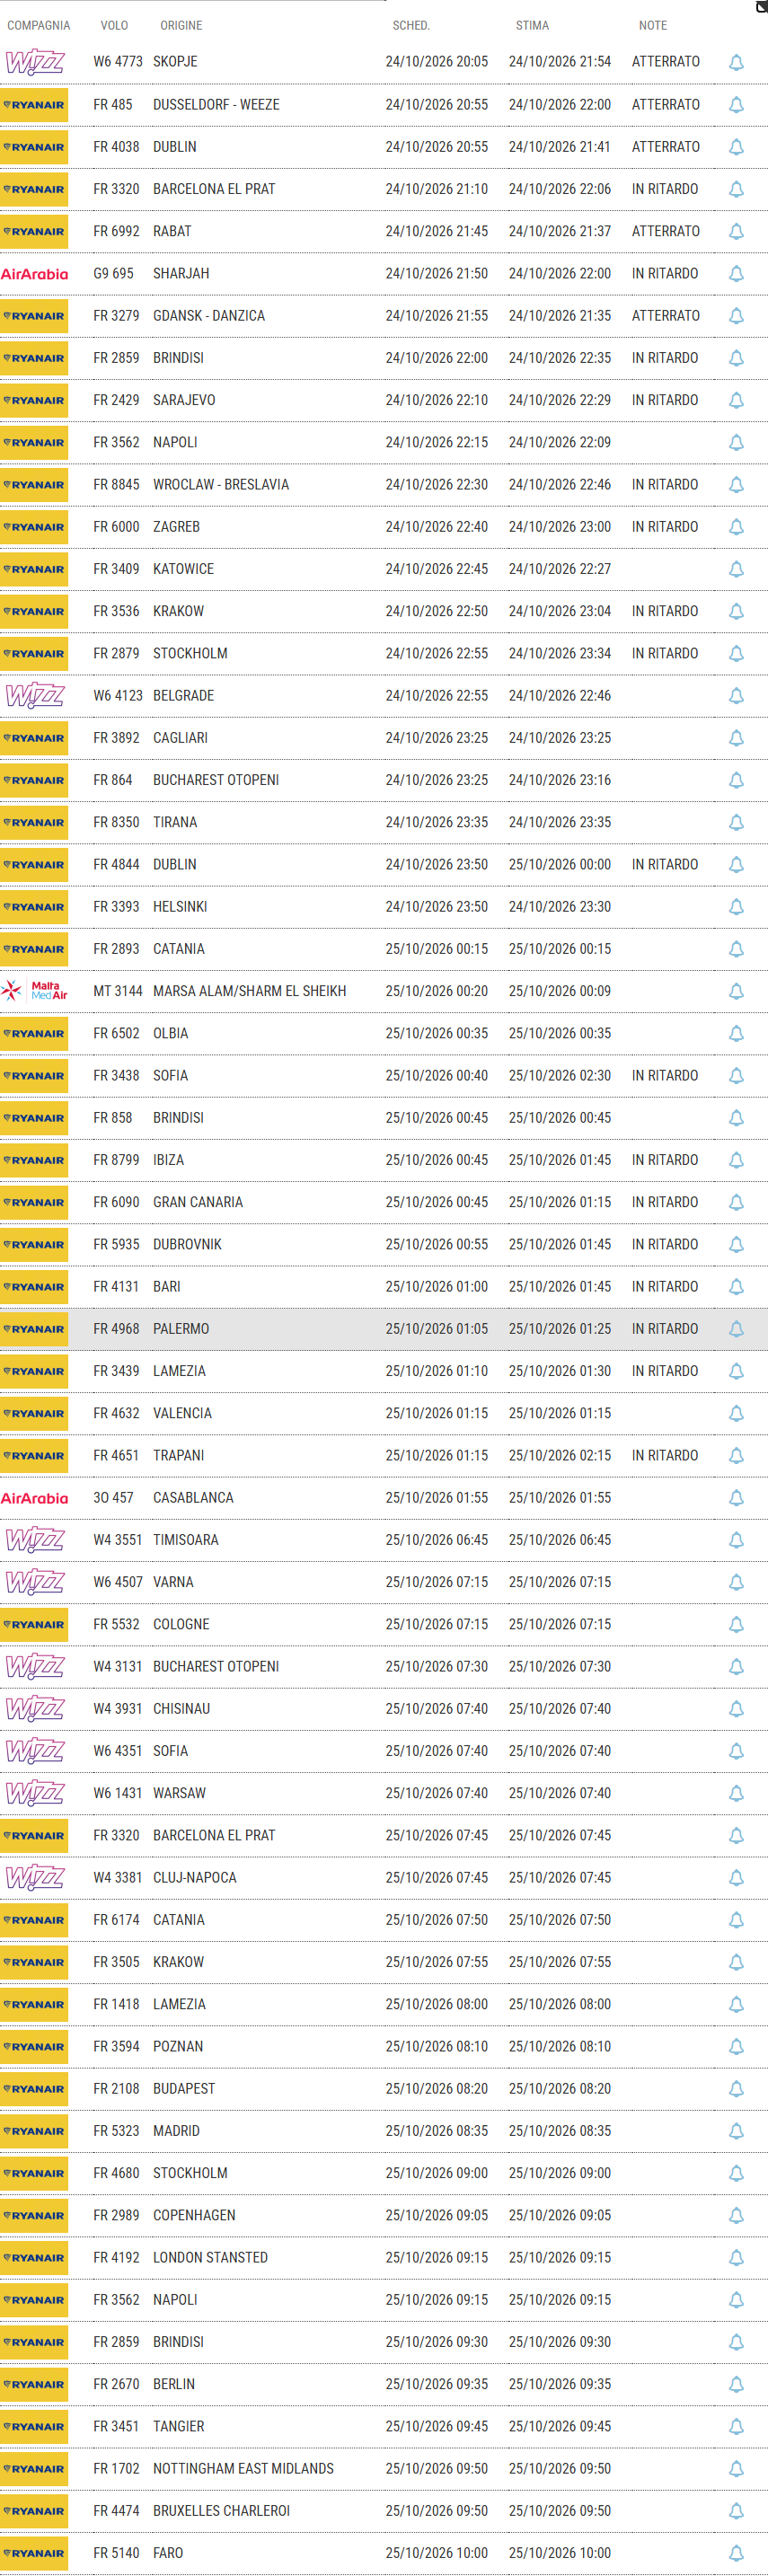 COMPAGNIA VOLO ORIGINE SCHED. STIMA NOTE
WIZZ W6 4773 SKOPJE 24/10/2026 20:05 24/10/2026 21:54 ATTERRATO
RYANAIR FR 485 DUSSELDORF - WEEZE 24/10/2026 20:55 24/10/2026 22:00 ATTERRATO
RYANAIR FR 4038 DUBLIN 24/10/2026 20:55 24/10/2026 21:41 ATTERRATO
RYANAIR FR 3320 BARCELONA EL PRAT 24/10/2026 21:10 24/10/2026 22:06 IN RITARDO
RYANAIR FR 6992 RABAT 24/10/2026 21:45 24/10/2026 21:37 ATTERRATO
AirArabia G9 695 SHARJAH 24/10/2026 21:50 24/10/2026 22:00 IN RITARDO
RYANAIR FR 3279 GDANSK - DANZICA 24/10/2026 21:55 24/10/2026 21:35 ATTERRATO
RYANAIR FR 2859 BRINDISI 24/10/2026 22:00 24/10/2026 22:35 IN RITARDO
RYANAIR FR 2429 SARAJEVO 24/10/2026 22:10 24/10/2026 22:29 IN RITARDO
RYANAIR FR 3562 NAPOLI 24/10/2026 22:15 24/10/2026 22:09
RYANAIR FR 8845 WROCLAW - BRESLAVIA 24/10/2026 22:30 24/10/2026 22:46 IN RITARDO
RYANAIR FR 6000 ZAGREB 24/10/2026 22:40 24/10/2026 23:00 IN RITARDO
RYANAIR FR 3409 KATOWICE 24/10/2026 22:45 24/10/2026 22:27
RYANAIR FR 3536 KRAKOW 24/10/2026 22:50 24/10/2026 23:04 IN RITARDO
RYANAIR FR 2879 STOCKHOLM 24/10/2026 22:55 24/10/2026 23:34 IN RITARDO
WIZZ W6 4123 BELGRADE 24/10/2026 22:55 24/10/2026 22:46
RYANAIR FR 3892 CAGLIARI 24/10/2026 23:25 24/10/2026 23:25
RYANAIR FR 864 BUCHAREST OTOPENI 24/10/2026 23:25 24/10/2026 23:16
RYANAIR FR 8350 TIRANA 24/10/2026 23:35 24/10/2026 23:35
RYANAIR FR 4844 DUBLIN 24/10/2026 23:50 25/10/2026 00:00 IN RITARDO
RYANAIR FR 3393 HELSINKI 24/10/2026 23:50 24/10/2026 23:30
RYANAIR FR 2893 CATANIA 25/10/2026 00:15 25/10/2026 00:15
Malta MedAir MT 3144 MARSA ALAM/SHARM EL SHEIKH 25/10/2026 00:20 25/10/2026 00:09
RYANAIR FR 6502 OLBIA 25/10/2026 00:35 25/10/2026 00:35
RYANAIR FR 3438 SOFIA 25/10/2026 00:40 25/10/2026 02:30 IN RITARDO
RYANAIR FR 858 BRINDISI 25/10/2026 00:45 25/10/2026 00:45
RYANAIR FR 8799 IBIZA 25/10/2026 00:45 25/10/2026 01:45 IN RITARDO
RYANAIR FR 6090 GRAN CANARIA 25/10/2026 00:45 25/10/2026 01:15 IN RITARDO
RYANAIR FR 5935 DUBROVNIK 25/10/2026 00:55 25/10/2026 01:45 IN RITARDO
RYANAIR FR 4131 BARI 25/10/2026 01:00 25/10/2026 01:45 IN RITARDO
RYANAIR FR 4968 PALERMO 25/10/2026 01:05 25/10/2026 01:25 IN RITARDO
RYANAIR FR 3439 LAMEZIA 25/10/2026 01:10 25/10/2026 01:30 IN RITARDO
RYANAIR FR 4632 VALENCIA 25/10/2026 01:15 25/10/2026 01:15
RYANAIR FR 4651 TRAPANI 25/10/2026 01:15 25/10/2026 02:15 IN RITARDO
AirArabia 3O 457 CASABLANCA 25/10/2026 01:55 25/10/2026 01:55
WIZZ W4 3551 TIMISOARA 25/10/2026 06:45 25/10/2026 06:45
WIZZ W6 4507 VARNA 25/10/2026 07:15 25/10/2026 07:15
RYANAIR FR 5532 COLOGNE 25/10/2026 07:15 25/10/2026 07:15
WIZZ W4 3131 BUCHAREST OTOPENI 25/10/2026 07:30 25/10/2026 07:30
WIZZ W4 3931 CHISINAU 25/10/2026 07:40 25/10/2026 07:40
WIZZ W6 4351 SOFIA 25/10/2026 07:40 25/10/2026 07:40
WIZZ W6 1431 WARSAW 25/10/2026 07:40 25/10/2026 07:40
RYANAIR FR 3320 BARCELONA EL PRAT 25/10/2026 07:45 25/10/2026 07:45
WIZZ W4 3381 CLUJ-NAPOCA 25/10/2026 07:45 25/10/2026 07:45
RYANAIR FR 6174 CATANIA 25/10/2026 07:50 25/10/2026 07:50
RYANAIR FR 3505 KRAKOW 25/10/2026 07:55 25/10/2026 07:55
RYANAIR FR 1418 LAMEZIA 25/10/2026 08:00 25/10/2026 08:00
RYANAIR FR 3594 POZNAN 25/10/2026 08:10 25/10/2026 08:10
RYANAIR FR 2108 BUDAPEST 25/10/2026 08:20 25/10/2026 08:20
RYANAIR FR 5323 MADRID 25/10/2026 08:35 25/10/2026 08:35
RYANAIR FR 4680 STOCKHOLM 25/10/2026 09:00 25/10/2026 09:00
RYANAIR FR 2989 COPENHAGEN 25/10/2026 09:05 25/10/2026 09:05
RYANAIR FR 4192 LONDON STANSTED 25/10/2026 09:15 25/10/2026 09:15
RYANAIR FR 3562 NAPOLI 25/10/2026 09:15 25/10/2026 09:15
RYANAIR FR 2859 BRINDISI 25/10/2026 09:30 25/10/2026 09:30
RYANAIR FR 2670 BERLIN 25/10/2026 09:35 25/10/2026 09:35
RYANAIR FR 3451 TANGIER 25/10/2026 09:45 25/10/2026 09:45
RYANAIR FR 1702 NOTTINGHAM EAST MIDLANDS 25/10/2026 09:50 25/10/2026 09:50
RYANAIR FR 4474 BRUXELLES CHARLEROI 25/10/2026 09:50 25/10/2026 09:50
RYANAIR FR 5140 FARO 25/10/2026 10:00 25/10/2026 10:00